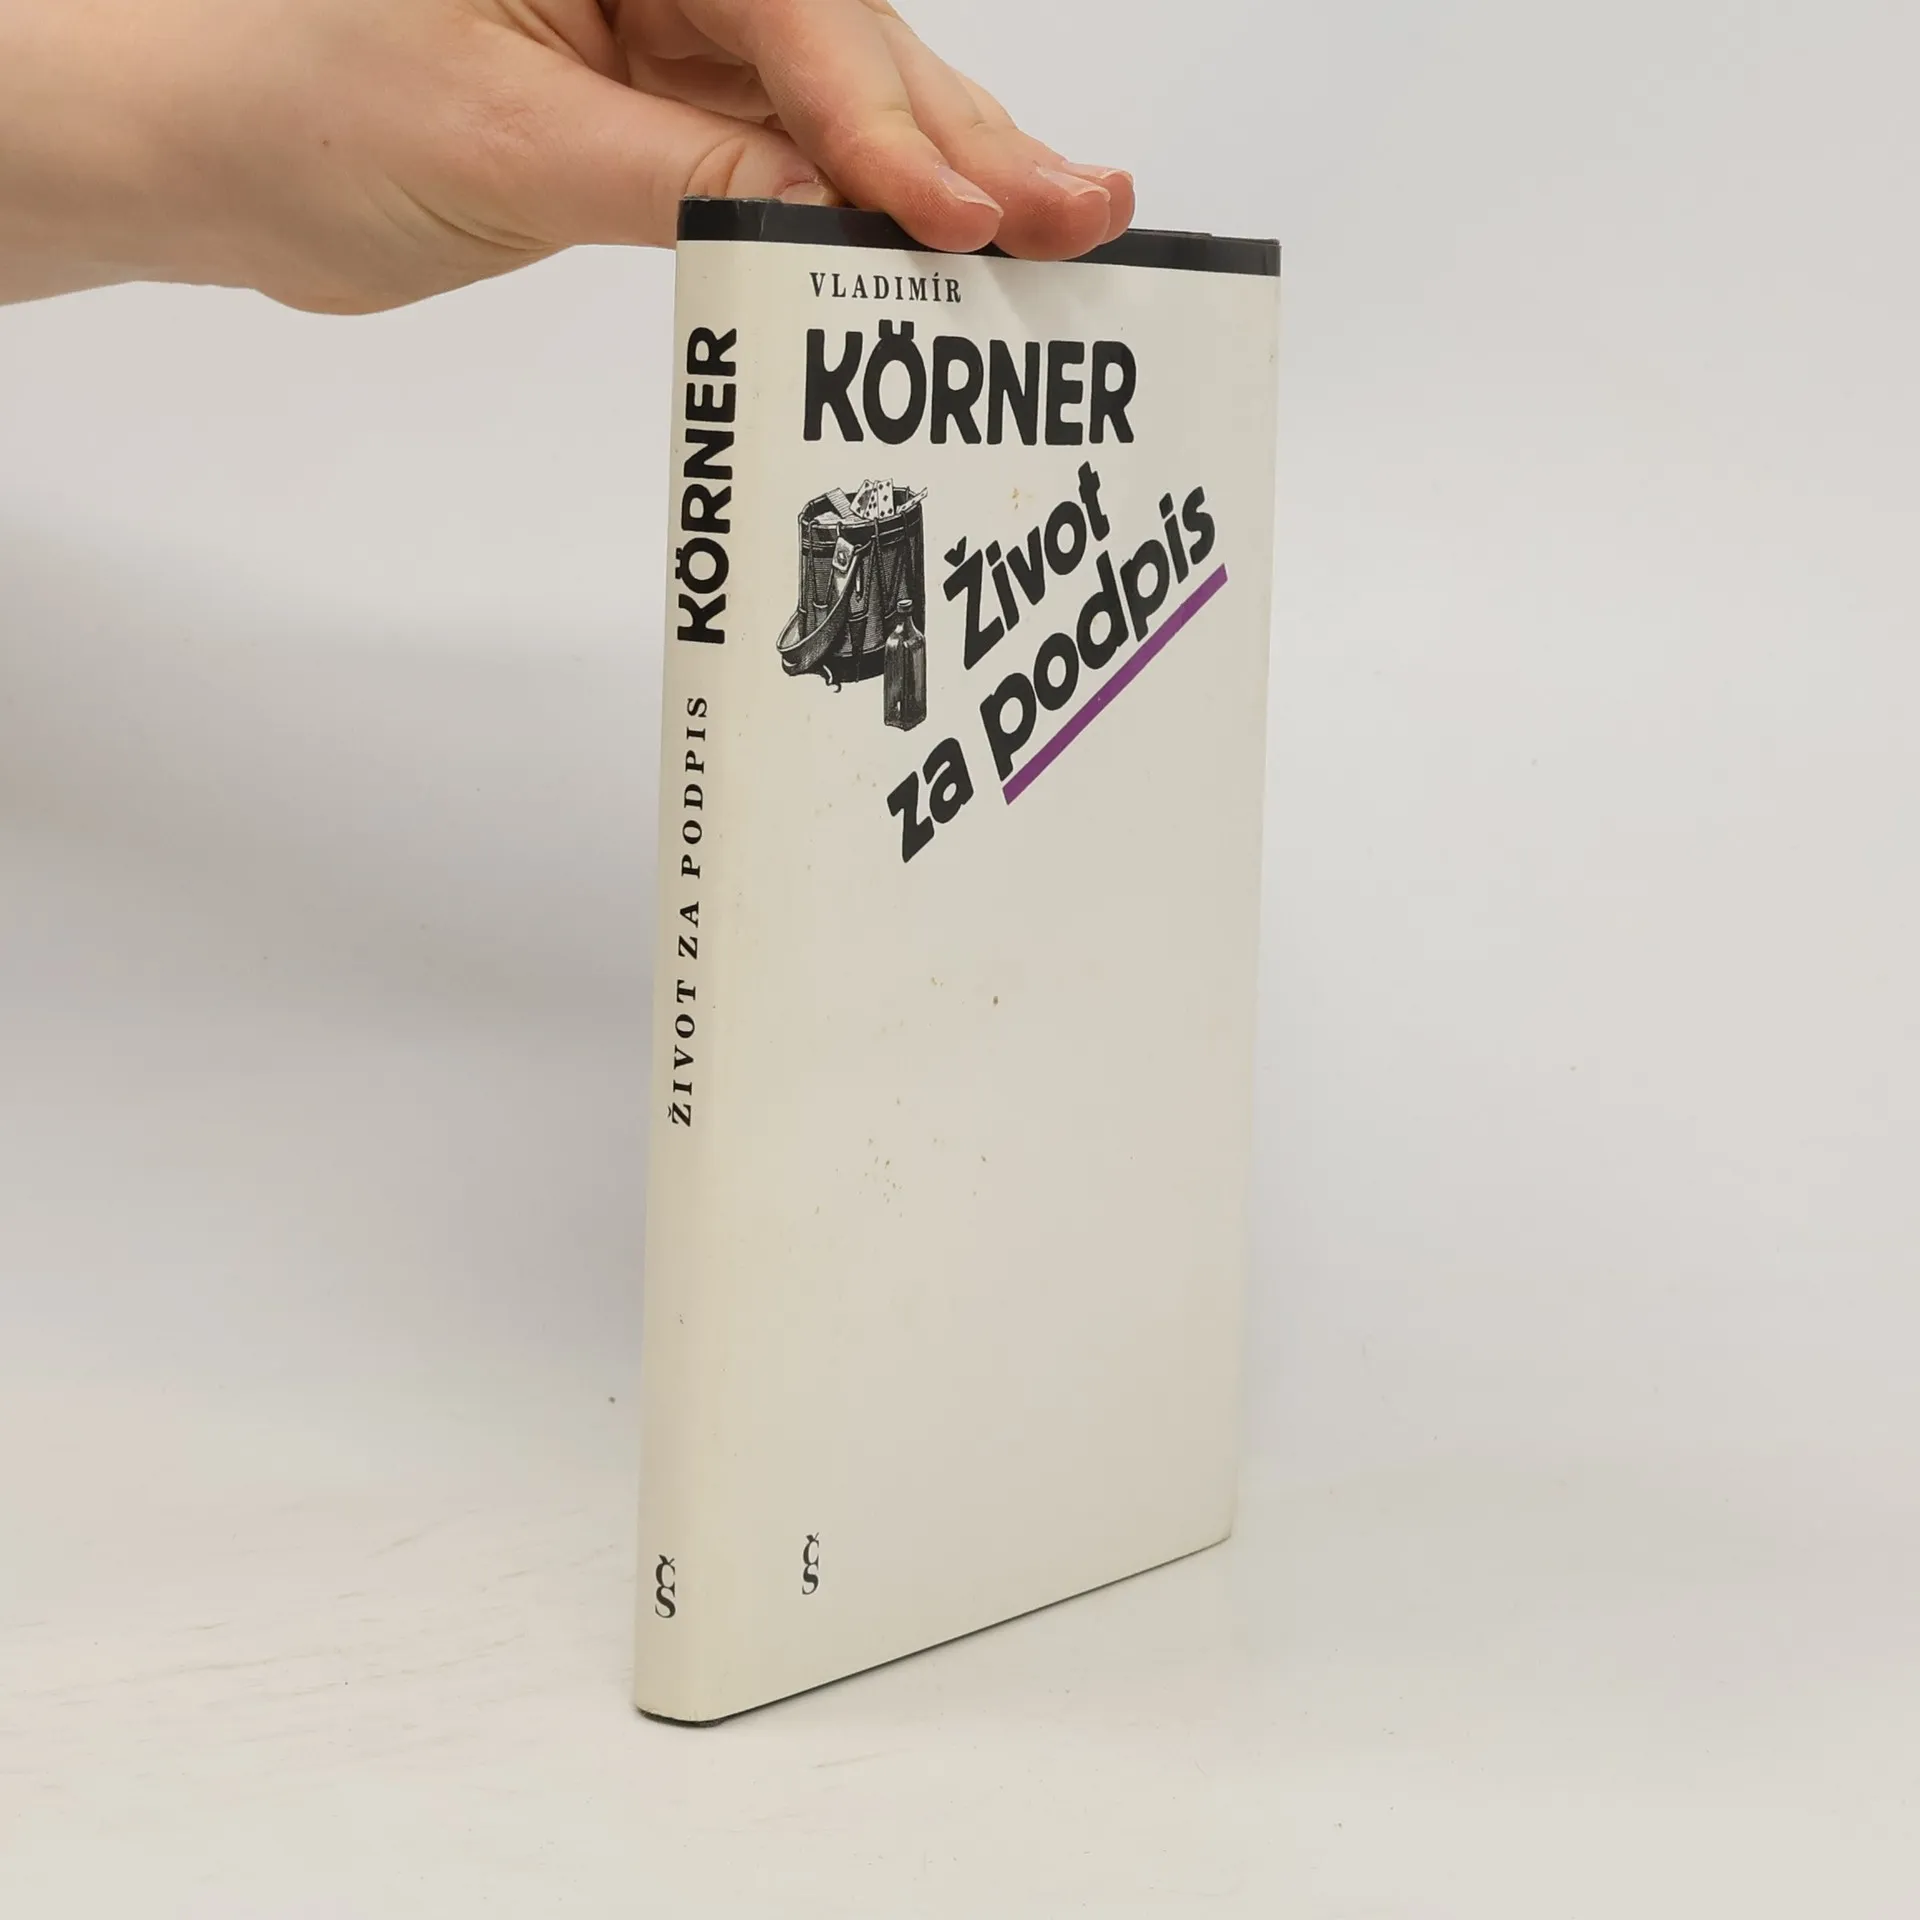 VLADIMÍR
KÖRNER
Život
za podpis
ČS
KÖRNER
ŽIVOT ZA PODPIS
ČS